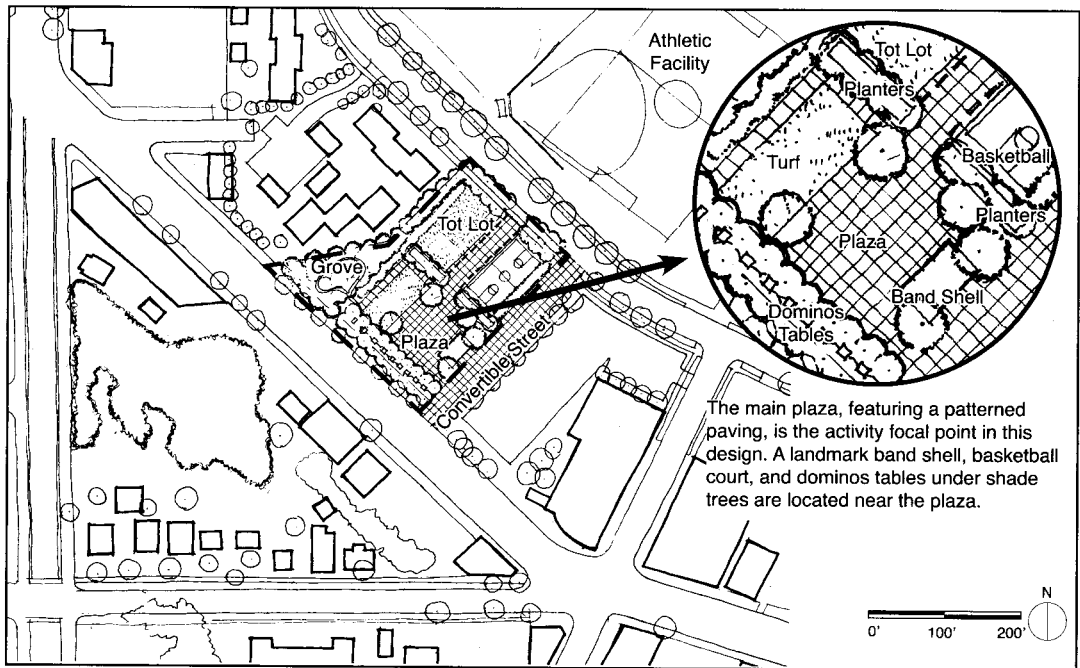 Athletic
Facility
Tot Lot
Grove
Plaza
Convertible Street
Tot Lot
Planters
Turf
Basketball
Planters
Plaza
Band Shell
Dominos
Tables
The main plaza, featuring a patterned
paving, is the activity focal point in this
design. A landmark band shell, basketball
court, and dominos tables under shade
trees are located near the plaza.
N
0' 100' 200'